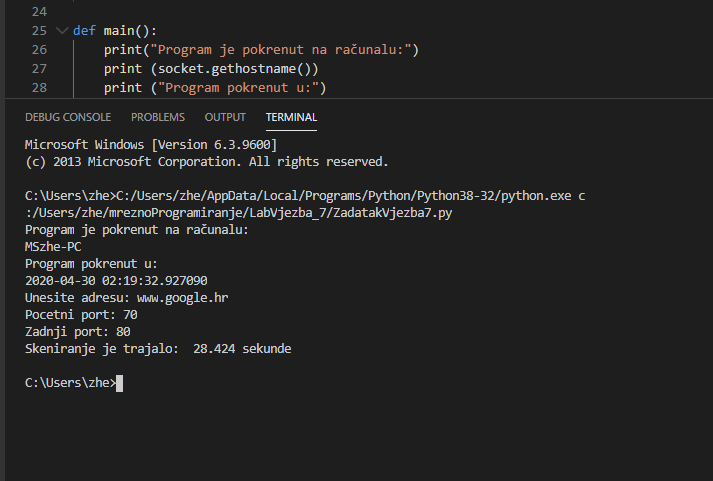 24
25 def main():
26 print("Program je pokrenut na računalu:")
27 print (socket.gethostname())
28 print ("Program pokrenut u:")
DEBUG CONSOLE PROBLEMS OUTPUT TERMINAL
Microsoft Windows [Version 6.3.9600]
(c) 2013 Microsoft Corporation. All rights reserved.
C:\Users\zhe>C:/Users/zhe/AppData/Local/Programs/Python/Python38-32/python.exe c
:/Users/zhe/mreznoProgramiranje/LabVjezba_7/ZadatakVjezba7.py
Program je pokrenut na računalu:
MSzhe-PC
Program pokrenut u:
2020-04-30 02:19:32.927090
Unesite adresu: www.google.hr
Pocetni port: 70
Zadnji port: 80
Skeniranje je trajalo:  28.424 sekunde
C:\Users\zhe>